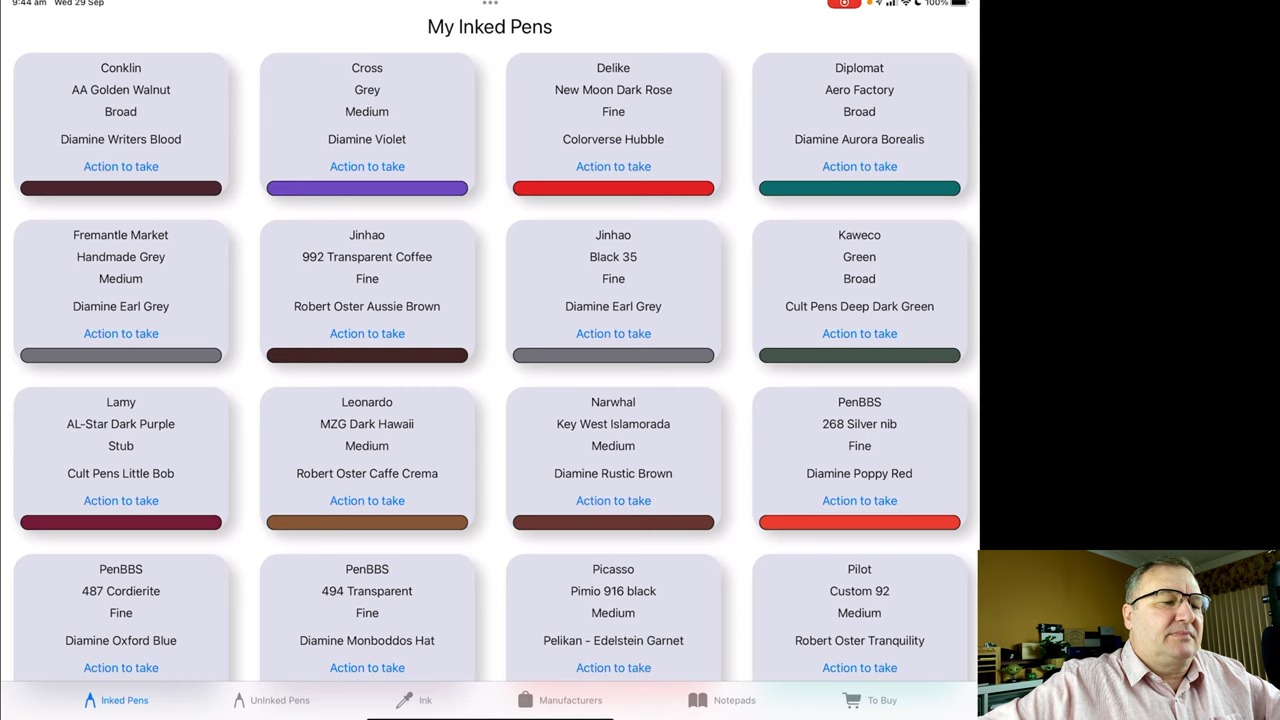 9:44 am Wed 29 Sep
100%
My Inked Pens
Conklin
AA Golden Walnut
Broad
Diamine Writers Blood
Action to take
Cross
Grey
Medium
Diamine Violet
Action to take
Delike
New Moon Dark Rose
Fine
Colorverse Hubble
Action to take
Diplomat
Aero Factory
Broad
Diamine Aurora Borealis
Action to take
Fremantle Market
Handmade Grey
Medium
Diamine Earl Grey
Action to take
Jinhao
992 Transparent Coffee
Fine
Robert Oster Aussie Brown
Action to take
Jinhao
Black 35
Fine
Diamine Earl Grey
Action to take
Kaweco
Green
Broad
Cult Pens Deep Dark Green
Action to take
Lamy
AL-Star Dark Purple
Stub
Cult Pens Little Bob
Action to take
Leonardo
MZG Dark Hawaii
Medium
Robert Oster Caffe Crema
Action to take
Narwhal
Key West Islamorada
Medium
Diamine Rustic Brown
Action to take
PenBBS
268 Silver nib
Fine
Diamine Poppy Red
Action to take
PenBBS
487 Cordierite
Fine
Diamine Oxford Blue
Action to take
PenBBS
494 Transparent
Fine
Diamine Monboddos Hat
Action to take
Picasso
Pimio 916 black
Medium
Pelikan - Edelstein Garnet
Action to take
Pilot
Custom 92
Medium
Robert Oster Tranquility
Action to take
Inked Pens
UnInked Pens
Ink
Manufacturers
Notepads
To Buy